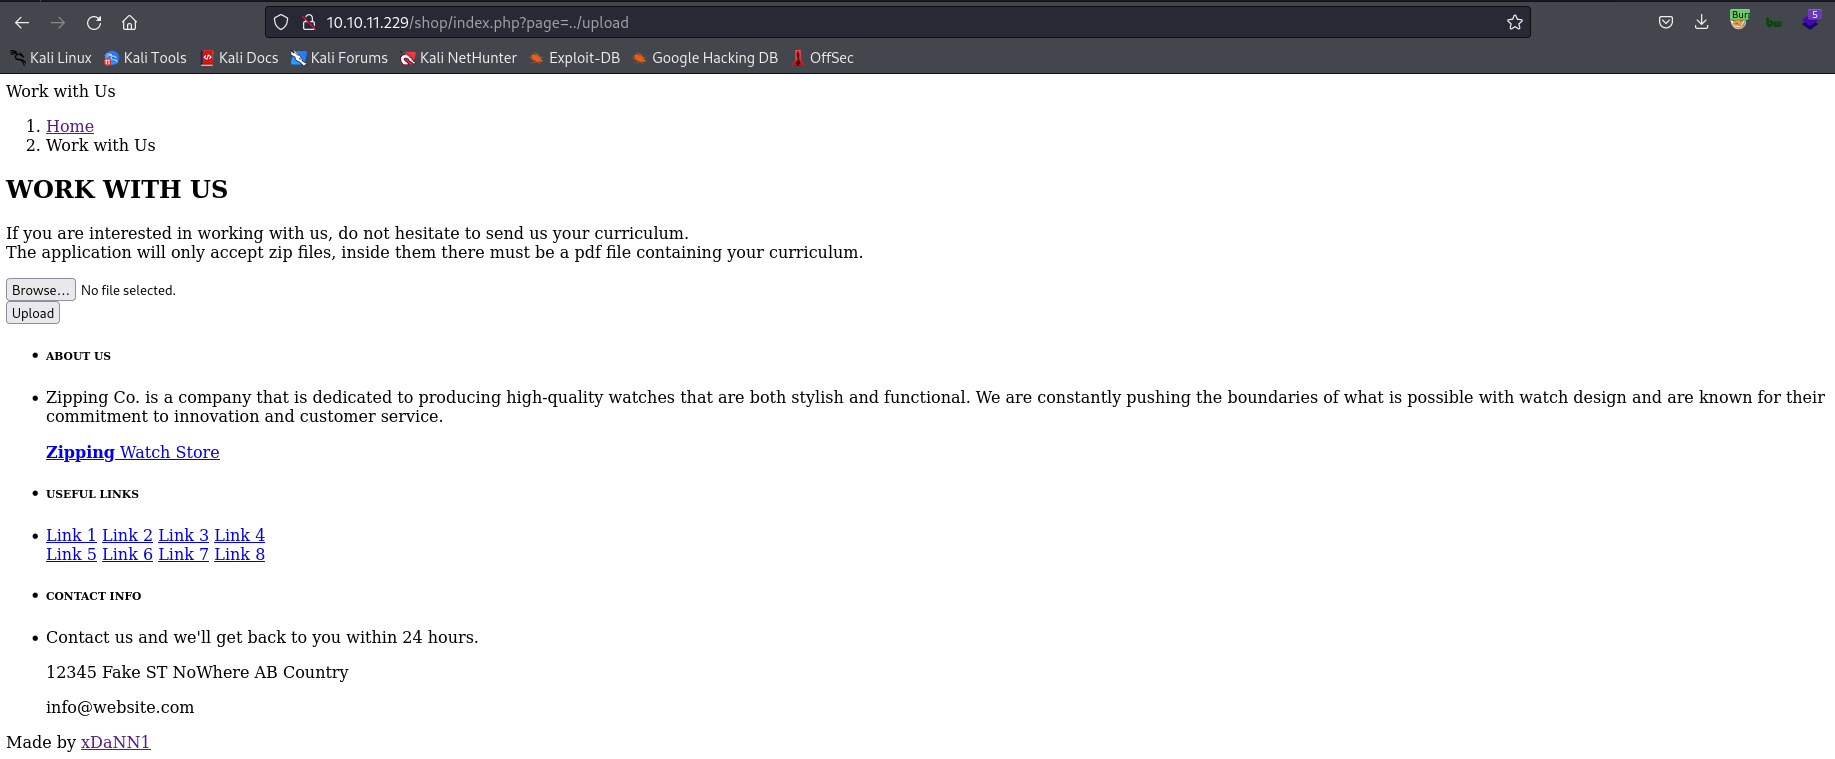 10.10.11.229/shop/index.php?page=../upload
Burr
5
Kali Linux Kali Tools Kali Docs Kali Forums Kali NetHunter Exploit-DB Google Hacking DB OffSec
Work with Us
1. Home
2. Work with Us
WORK WITH US
If you are interested in working with us, do not hesitate to send us your curriculum.
The application will only accept zip files, inside them there must be a pdf file containing your curriculum.
Browse... No file selected.
Upload
• ABOUT US
• Zipping Co. is a company that is dedicated to producing high-quality watches that are both stylish and functional. We are constantly pushing the boundaries of what is possible with watch design and are known for their
commitment to innovation and customer service.
Zipping Watch Store
• USEFUL LINKS
• Link 1 Link 2 Link 3 Link 4
Link 5 Link 6 Link 7 Link 8
• CONTACT INFO
• Contact us and we'll get back to you within 24 hours.
12345 Fake ST NoWhere AB Country
info@website.com
Made by xDaNN1